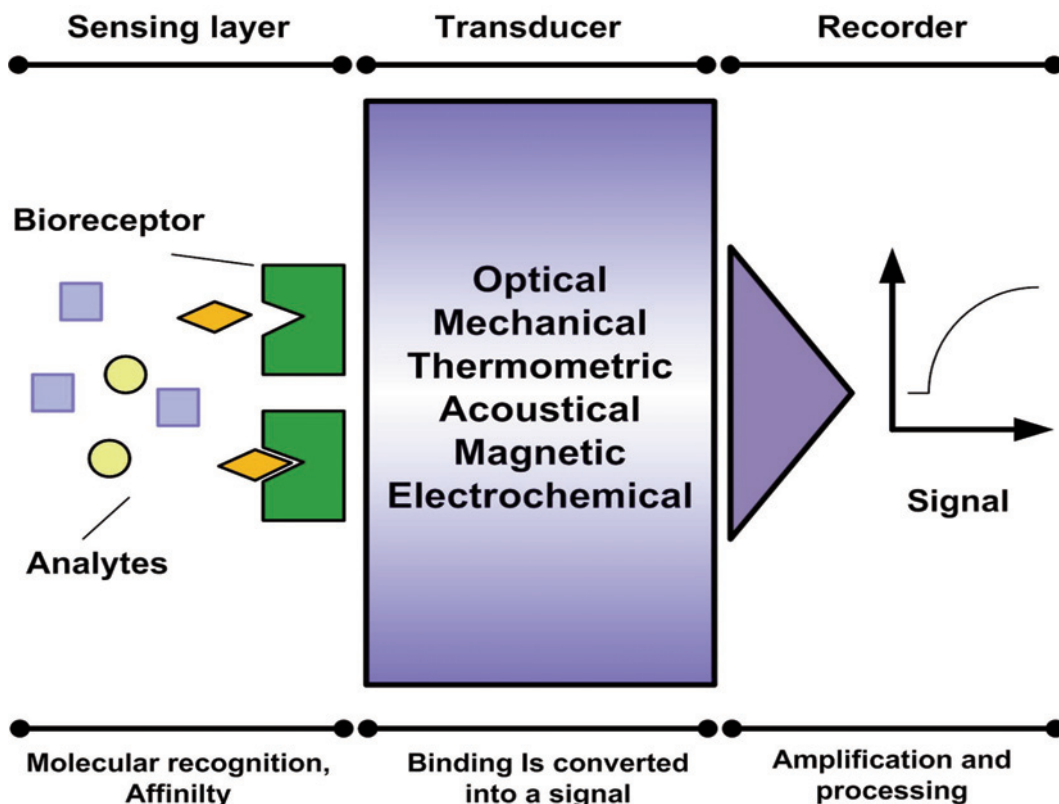 Sensing layer
Transducer
Recorder
Bioreceptor
Analytes
Optical
Mechanical
Thermometric
Acoustical
Magnetic
Electrochemical
Signal
Molecular recognition,
Affinilty
Binding Is converted
into a signal
Amplification and
processing